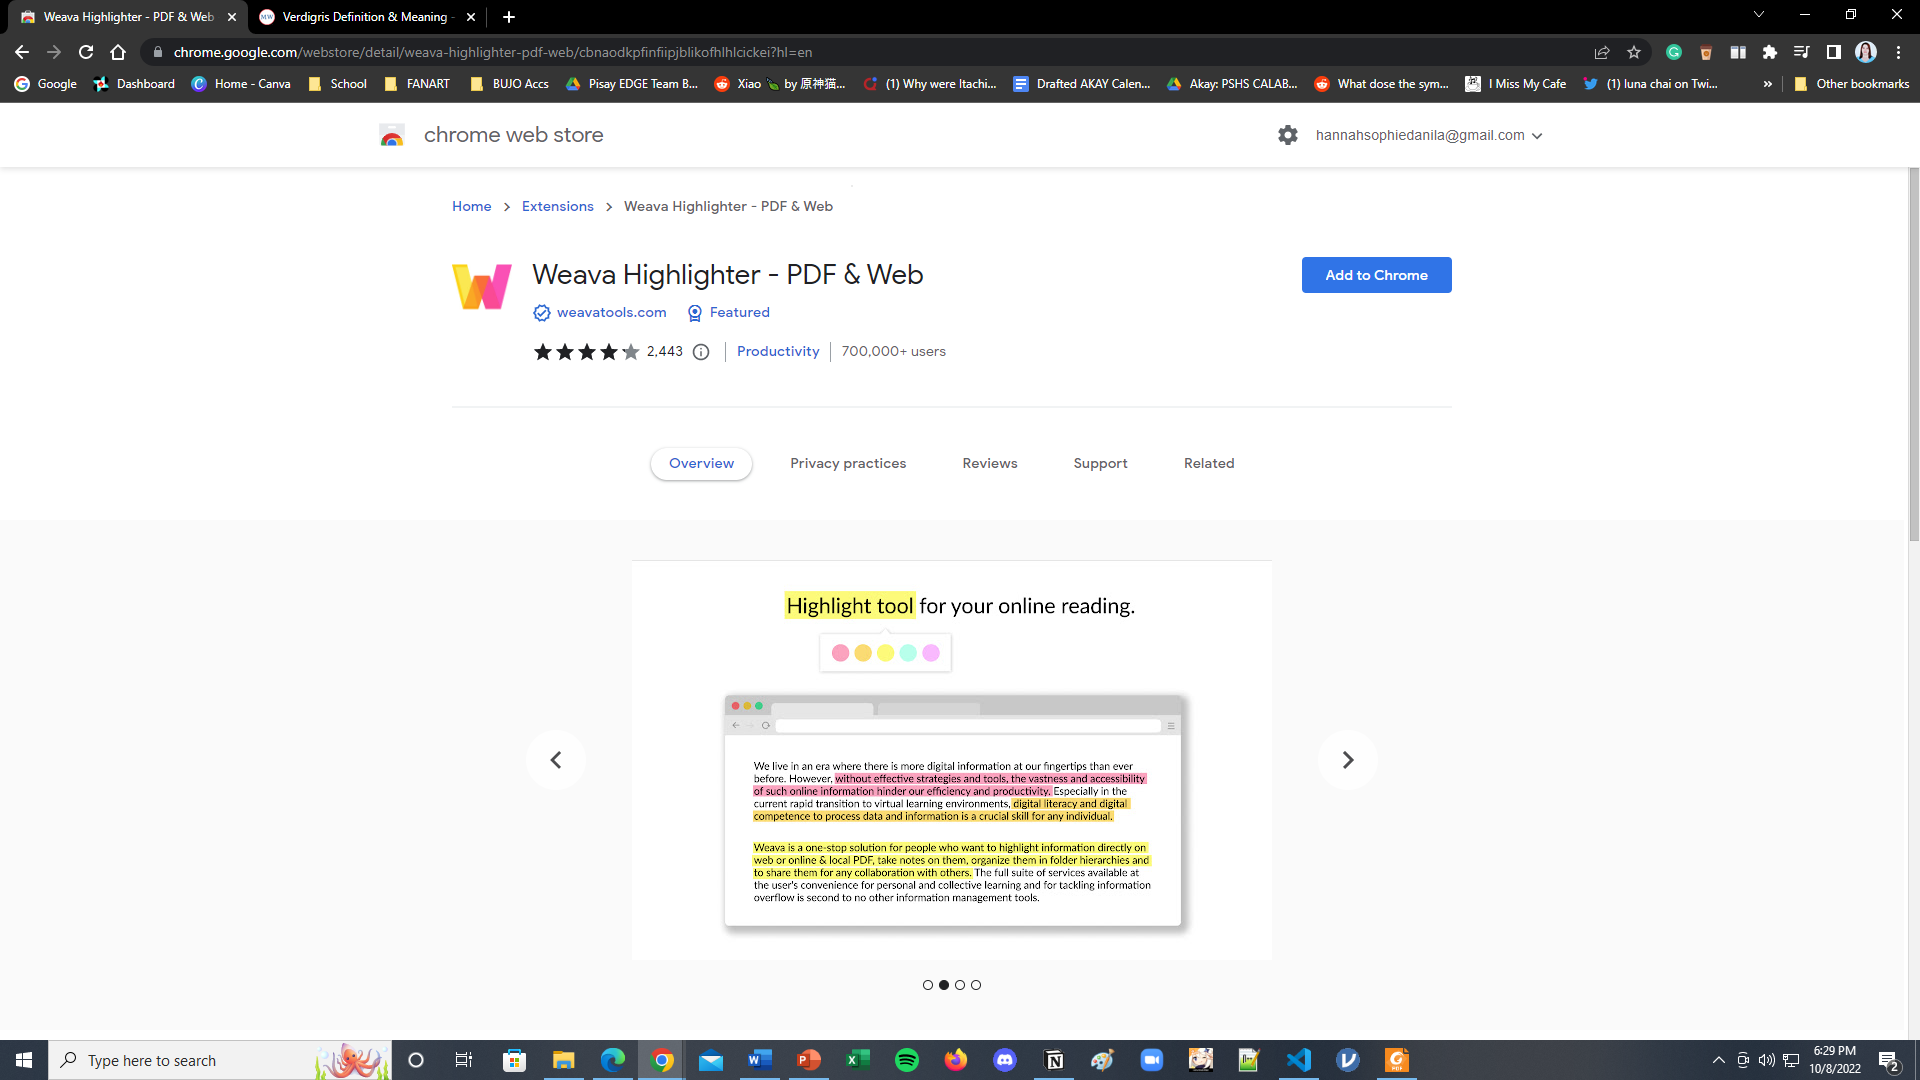 Weava Highlighter - PDF & Web
Verdigris Definition & Meaning -
chrome.google.com/webstore/detail/weava-highlighter-pdf-web/cbnaodkpfinfiipjblikofhlhlcickei?hl=en
Google
Dashboard
Home - Canva
School
FANART
BUJO Accs
Pisay EDGE Team B...
Xiao 🍃 by 原神猫...
(1) Why were Itachi...
Drafted AKAY Calen...
Akay: PSHS CALAB...
What dose the sym...
I Miss My Cafe
(1) luna chai on Twi...
»
Other bookmarks
chrome web store
hannahsophiedanila@gmail.com
Home > Extensions > Weava Highlighter - PDF & Web
Weava Highlighter - PDF & Web
Add to Chrome
weavatools.com
Featured
2,443
Productivity
700,000+ users
Overview
Privacy practices
Reviews
Support
Related
Highlight tool for your online reading.
We live in an era where there is more digital information at our fingertips than ever
before. However, without effective strategies and tools, the vastness and accessibility
of such online information hinder our efficiency and productivity. Especially in the
current rapid transition to virtual learning environments, digital literacy and digital
competence to process data and information is a crucial skill for any individual.
Weava is a one-stop solution for people who want to highlight information directly on
web or online & local PDF, take notes on them, organize them in folder hierarchies and
to share them for any collaboration with others. The full suite of services available at
the user's convenience for personal and collective learning and for tackling information
overflow is second to no other information management tools.
Type here to search
6:29 PM
10/8/2022
2